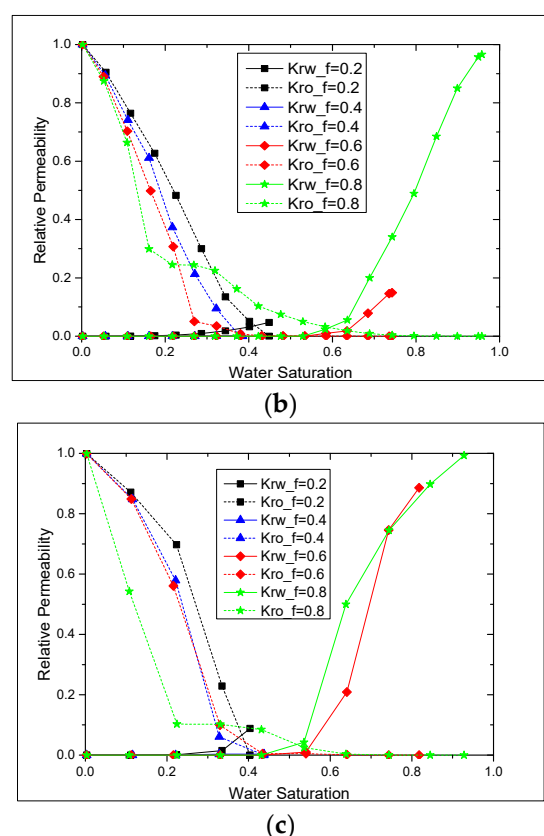 1.0
0.8
0.6
0.4
0.2
0.0
Relative Permeability
Krw_f=0.2
Kro_f=0.2
Krw_f=0.4
Kro_f=0.4
Krw_f=0.6
Kro_f=0.6
Krw_f=0.8
Kro_f=0.8
0.0 0.2 0.4 0.6 0.8 1.0
Water Saturation
(b)
1.0
0.8
0.6
0.4
0.2
0.0
Relative Permeability
Krw_f=0.2
Kro_f=0.2
Krw_f=0.4
Kro_f=0.4
Krw_f=0.6
Kro_f=0.6
Krw_f=0.8
Kro_f=0.8
0.0 0.2 0.4 0.6 0.8 1.0
Water Saturation
(c)